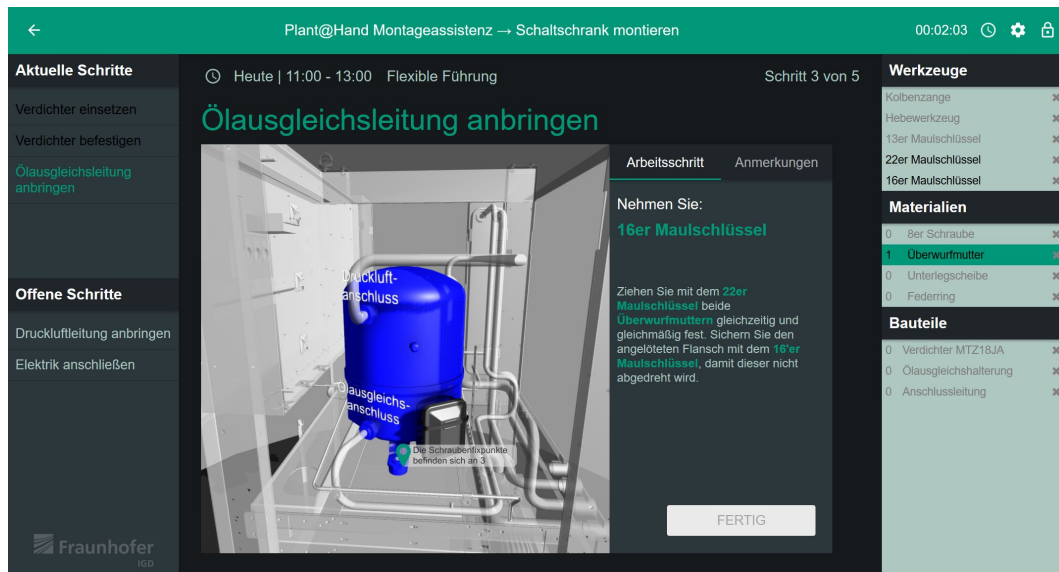 Plant@Hand Montageassistenz → Schaltschrank montieren
00:02:03
Aktuelle Schritte
Verdichter einsetzen
Verdichter befestigen
Ölausgleichsleitung
anbringen
Offene Schritte
Druckluftleitung anbringen
Elektrik anschließen
Fraunhofer
IGD
Heute | 11:00 - 13:00 Flexible Führung
Schritt 3 von 5
Ölausgleichsleitung anbringen
Druckluft-
anschluss
Ölausgleichs-
anschluss
Die Schraubenfixpunkte
befinden sich an 3
Arbeitsschritt Anmerkungen
Nehmen Sie:
16er Maulschlüssel
Ziehen Sie mit dem 22er
Maulschlüssel beide
Überwurfmuttern gleichzeitig und
gleichmäßig fest. Sichern Sie den
angelöteten Flansch mit dem 16'er
Maulschlüssel, damit dieser nicht
abgedreht wird.
FERTIG
Werkzeuge
Kolbenzange
Hebewerkzeug
13er Maulschlüssel
22er Maulschlüssel
16er Maulschlüssel
Materialien
0 8er Schraube
1 Überwurfmutter
0 Unterlegscheibe
0 Federring
Bauteile
0 Verdichter MTZ18JA
0 Ölausgleichshalterung
0 Anschlussleitung